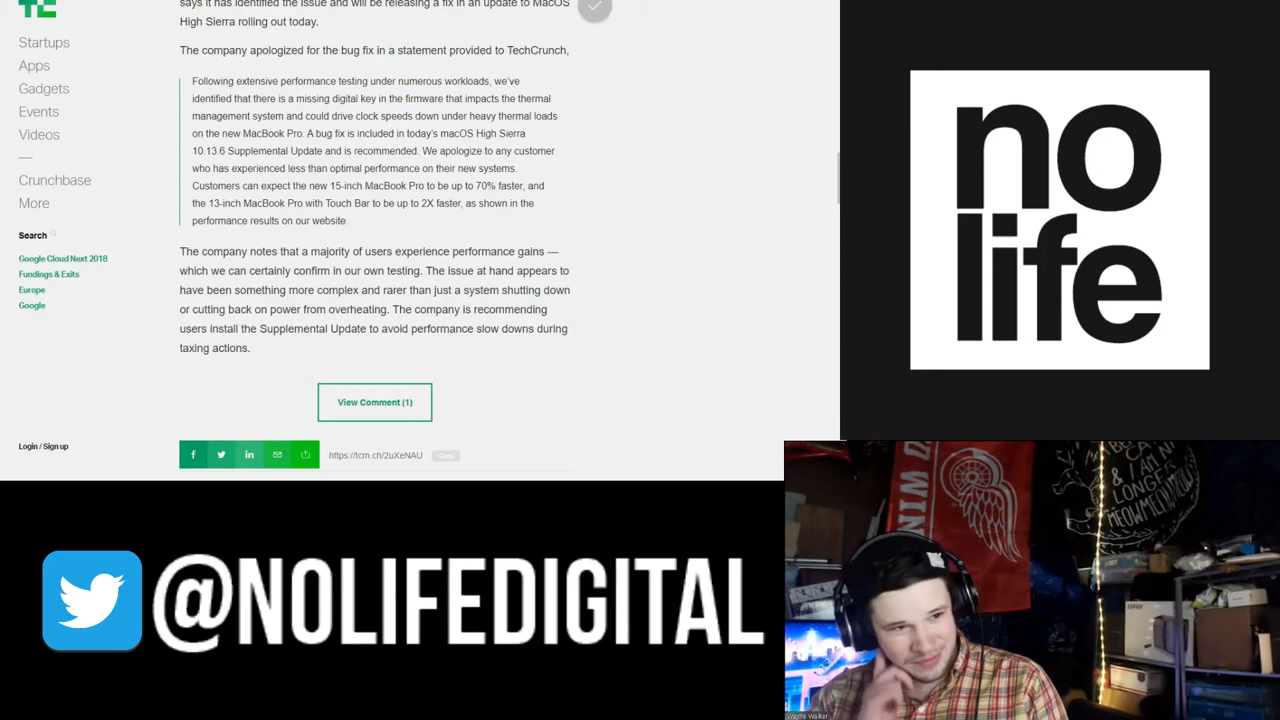 TC
says it has identified the issue and will be releasing a fix in an update to MacOS
High Sierra rolling out today.
The company apologized for the bug fix in a statement provided to TechCrunch,
Following extensive performance testing under numerous workloads, we've
identified that there is a missing digital key in the firmware that impacts the thermal
management system and could drive clock speeds down under heavy thermal loads
on the new MacBook Pro. A bug fix is included in today's macOS High Sierra
10.13.6 Supplemental Update and is recommended. We apologize to any customer
who has experienced less than optimal performance on their new systems.
Customers can expect the new 15-inch MacBook Pro to be up to 70% faster, and
the 13-inch MacBook Pro with Touch Bar to be up to 2X faster, as shown in the
performance results on our website.
The company notes that a majority of users experience performance gains —
which we can certainly confirm in our own testing. The issue at hand appears to
have been something more complex and rarer than just a system shutting down
or cutting back on power from overheating. The company is recommending
users install the Supplemental Update to avoid performance slow downs during
taxing actions.
View Comment (1)
https://tcrn.ch/2uXeNAU
Startups
Apps
Gadgets
Events
Videos
—
Crunchbase
More
Search
Google Cloud Next 2018
Fundings & Exits
Europe
Google
Login / Sign up
no
life
@NOLIFEDIGITAL
D WIN
& I AM NO
LONGER
MEOWMEOWMEOW
Wayne Walker